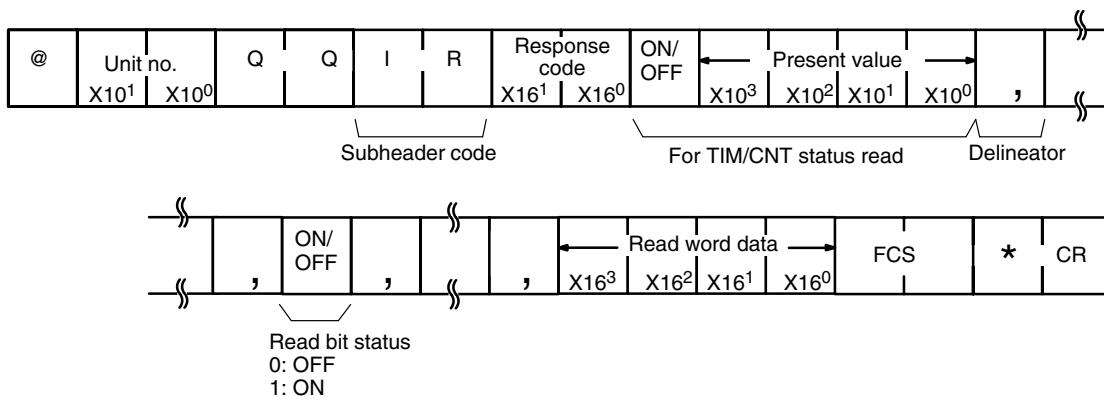 @ Unit no. X10¹ X10⁰ Q Q I R Response code X16¹ X16⁰ ON/OFF Present value X10³ X10² X10¹ X10⁰ ,
Subheader code For TIM/CNT status read Delineator
, ON/OFF , , Read word data X16³ X16² X16¹ X16⁰ FCS * CR
Read bit status
0: OFF
1: ON